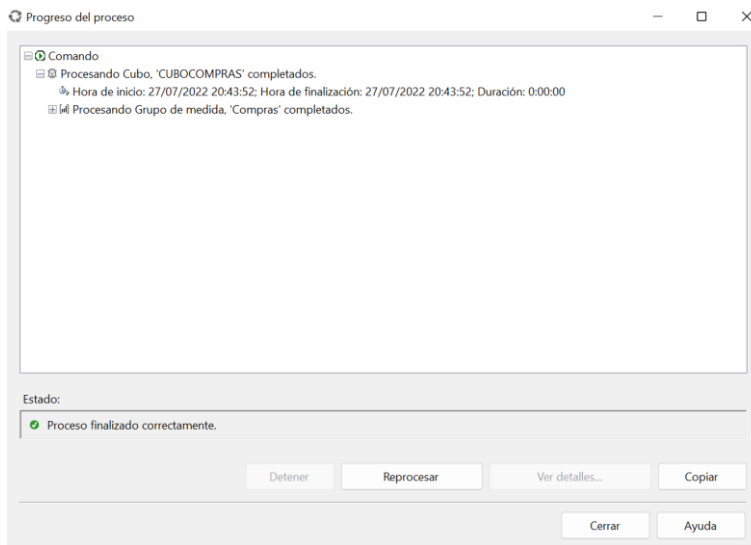 Progreso del proceso
Comando
Procesando Cubo, 'CUBOCOMPRAS' completados.
Hora de inicio: 27/07/2022 20:43:52; Hora de finalización: 27/07/2022 20:43:52; Duración: 0:00:00
Procesando Grupo de medida, 'Compras' completados.
Estado:
Proceso finalizado correctamente.
Detener Reprocesar Ver detalles... Copiar
Cerrar Ayuda